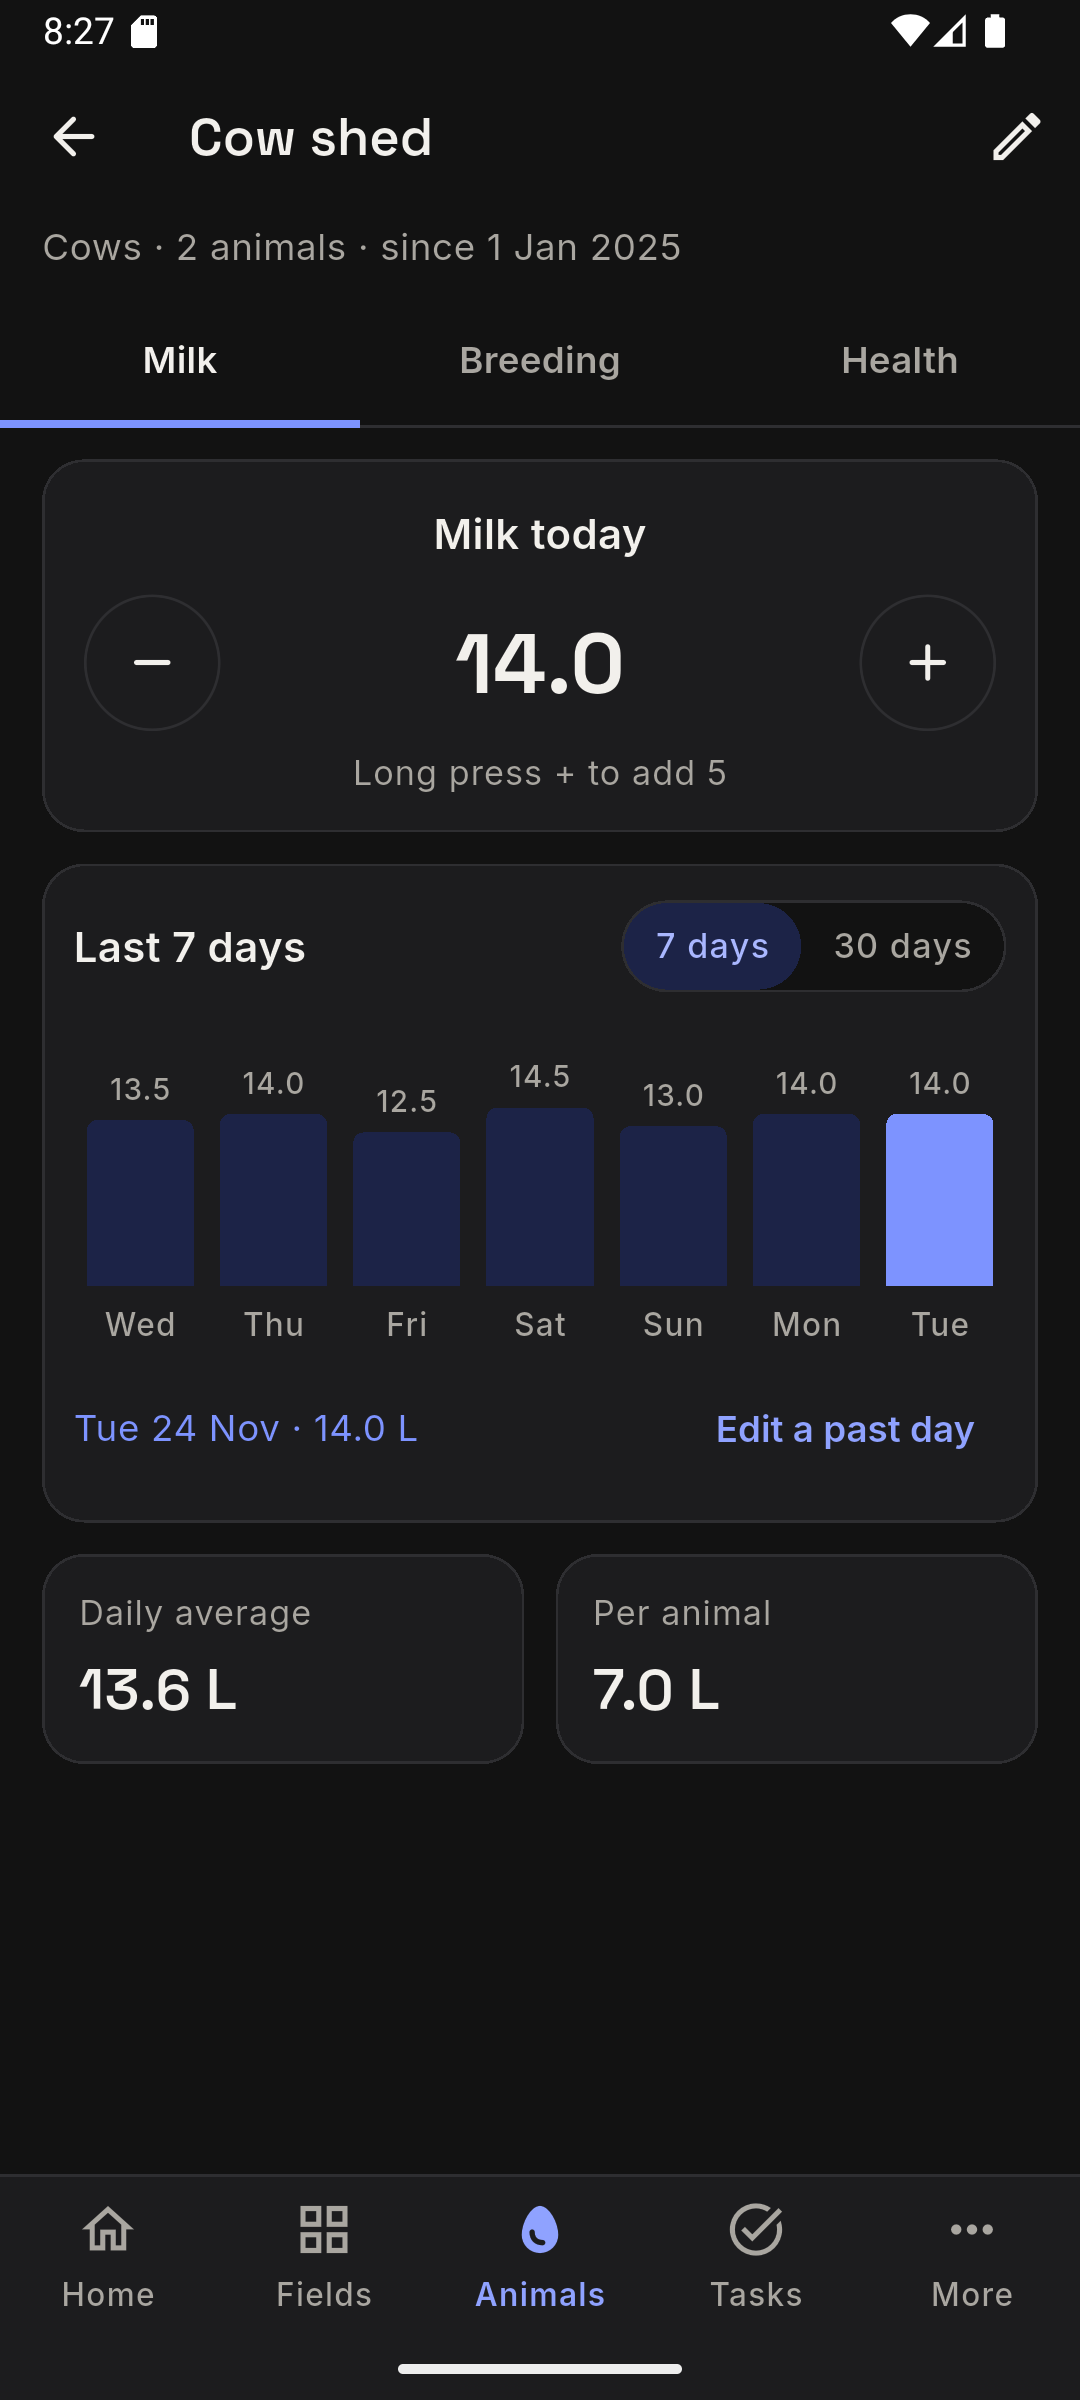 8:27
Cow shed
Cows · 2 animals · since 1 Jan 2025
Milk Breeding Health
Milk today
14.0
Long press + to add 5
Last 7 days 7 days 30 days
13.5 14.0 12.5 14.5 13.0 14.0 14.0
Wed Thu Fri Sat Sun Mon Tue
Tue 24 Nov · 14.0 L Edit a past day
Daily average Per animal
13.6 L 7.0 L
Home Fields Animals Tasks More